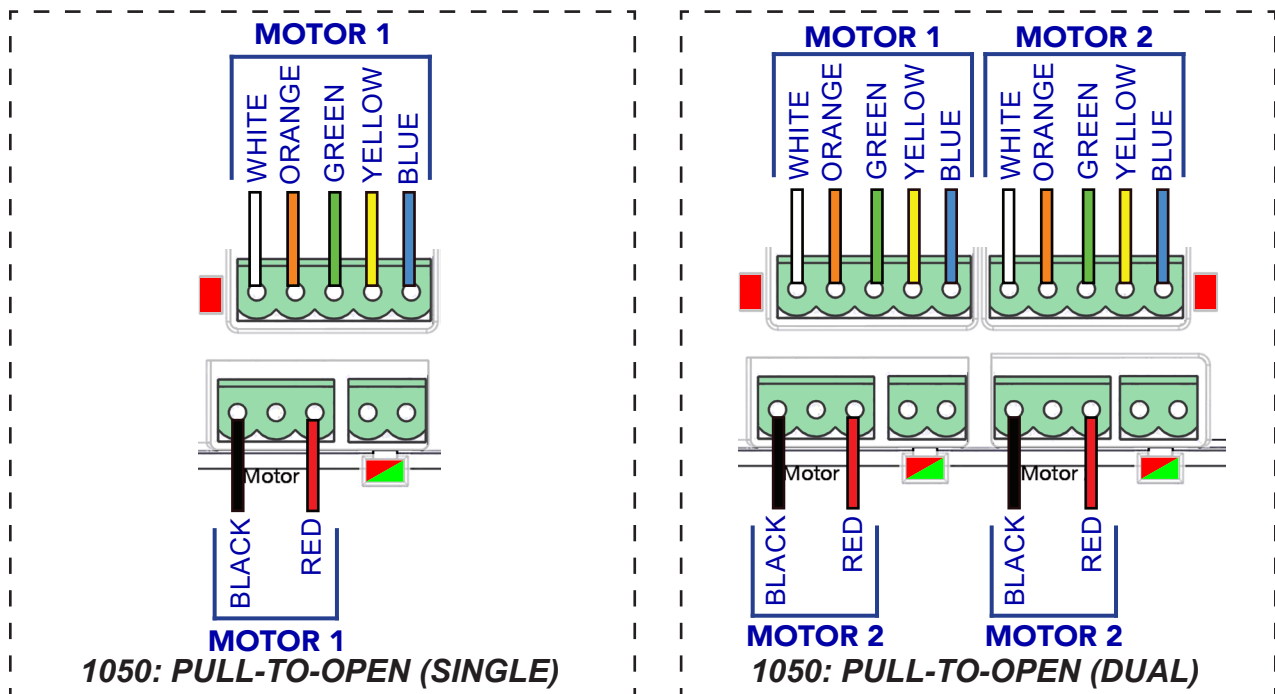 MOTOR 1
WHITE
ORANGE
GREEN
YELLOW
BLUE
Motor
BLACK
RED
MOTOR 1
1050: PULL-TO-OPEN (SINGLE)
MOTOR 1 MOTOR 2
WHITE
ORANGE
GREEN
YELLOW
BLUE
WHITE
ORANGE
GREEN
YELLOW
BLUE
Motor
Motor
BLACK
RED
BLACK
RED
MOTOR 2 MOTOR 2
1050: PULL-TO-OPEN (DUAL)